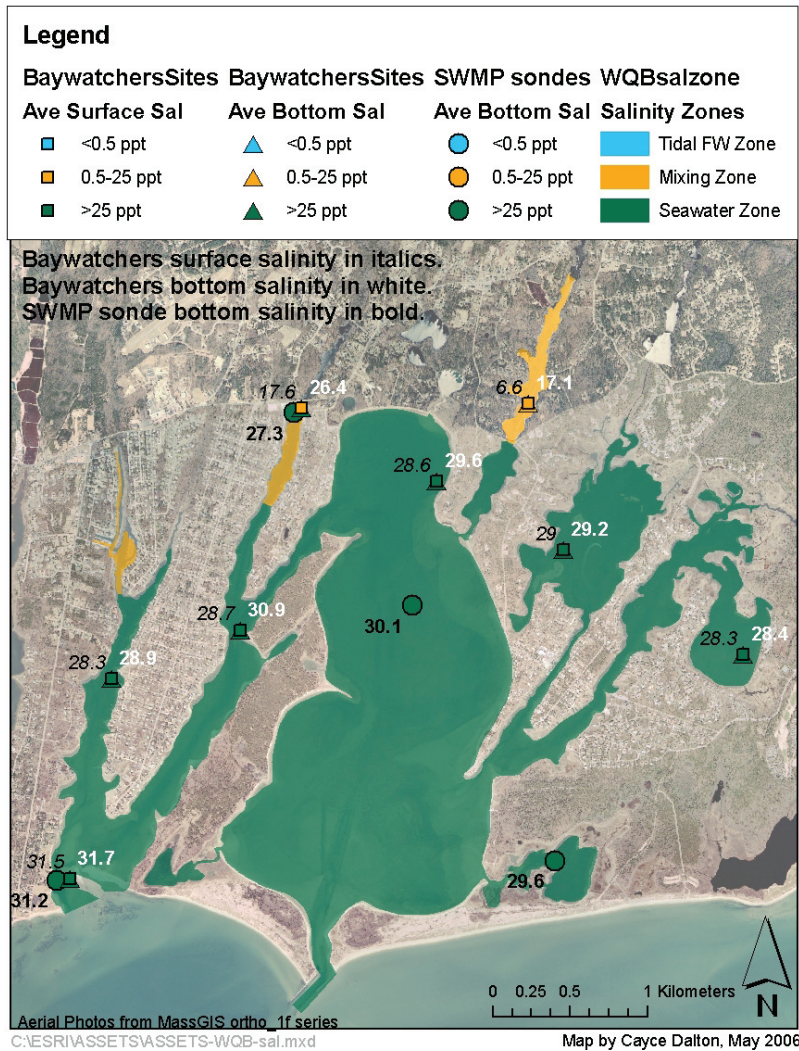 Legend
BaywatchersSites BaywatchersSites SWMP sondes WQBsalzone
Ave Surface Sal Ave Bottom Sal Ave Bottom Sal Salinity Zones
<0.5 ppt <0.5 ppt <0.5 ppt Tidal FW Zone
0.5-25 ppt 0.5-25 ppt 0.5-25 ppt Mixing Zone
>25 ppt >25 ppt >25 ppt Seawater Zone
Baywatchers surface salinity in italics.
Baywatchers bottom salinity in white.
SWMP sonde bottom salinity in bold.
17.6 26.4
6.6 17.1
27.3
28.6 29.6
29 29.2
30.1
28.7 30.9
28.3 28.4
28.3 28.9
31.5 31.7
29.6
31.2
0 0.25 0.5 1 Kilometers
N
Aerial Photos from MassGIS ortho_1f series
C:\ESRI\ASSETS\ASSETS-WQB-sal.mxd
Map by Cayce Dalton, May 2006